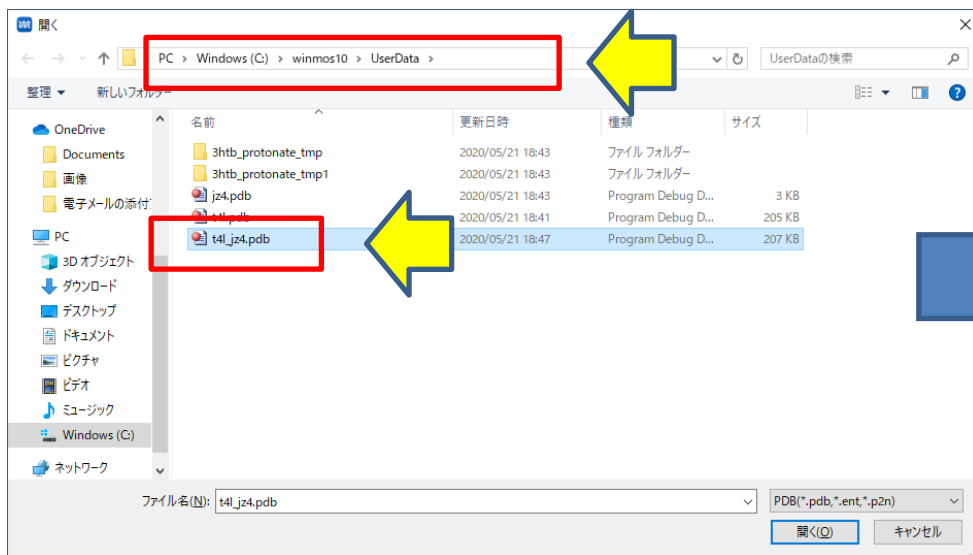 開く
PC > Windows (C:) > winmos10 > UserData >
UserDataの検索
整理
新しいフォルダー
名前 更新日時 種類 サイズ
3htb_protonate_tmp 2020/05/21 18:43 ファイル フォルダー
3htb_protonate_tmp1 2020/05/21 18:43 ファイル フォルダー
jz4.pdb 2020/05/21 18:43 Program Debug D... 3 KB
t4l.pdb 2020/05/21 18:41 Program Debug D... 205 KB
t4l_jz4.pdb 2020/05/21 18:47 Program Debug D... 207 KB
OneDrive
Documents
画像
電子メールの添付
PC
3D オブジェクト
ダウンロード
デスクトップ
ドキュメント
ピクチャ
ビデオ
ミュージック
Windows (C:)
ネットワーク
ファイル名(N): t4l_jz4.pdb
PDB(*.pdb,*.ent,*.p2n)
開く(O) キャンセル